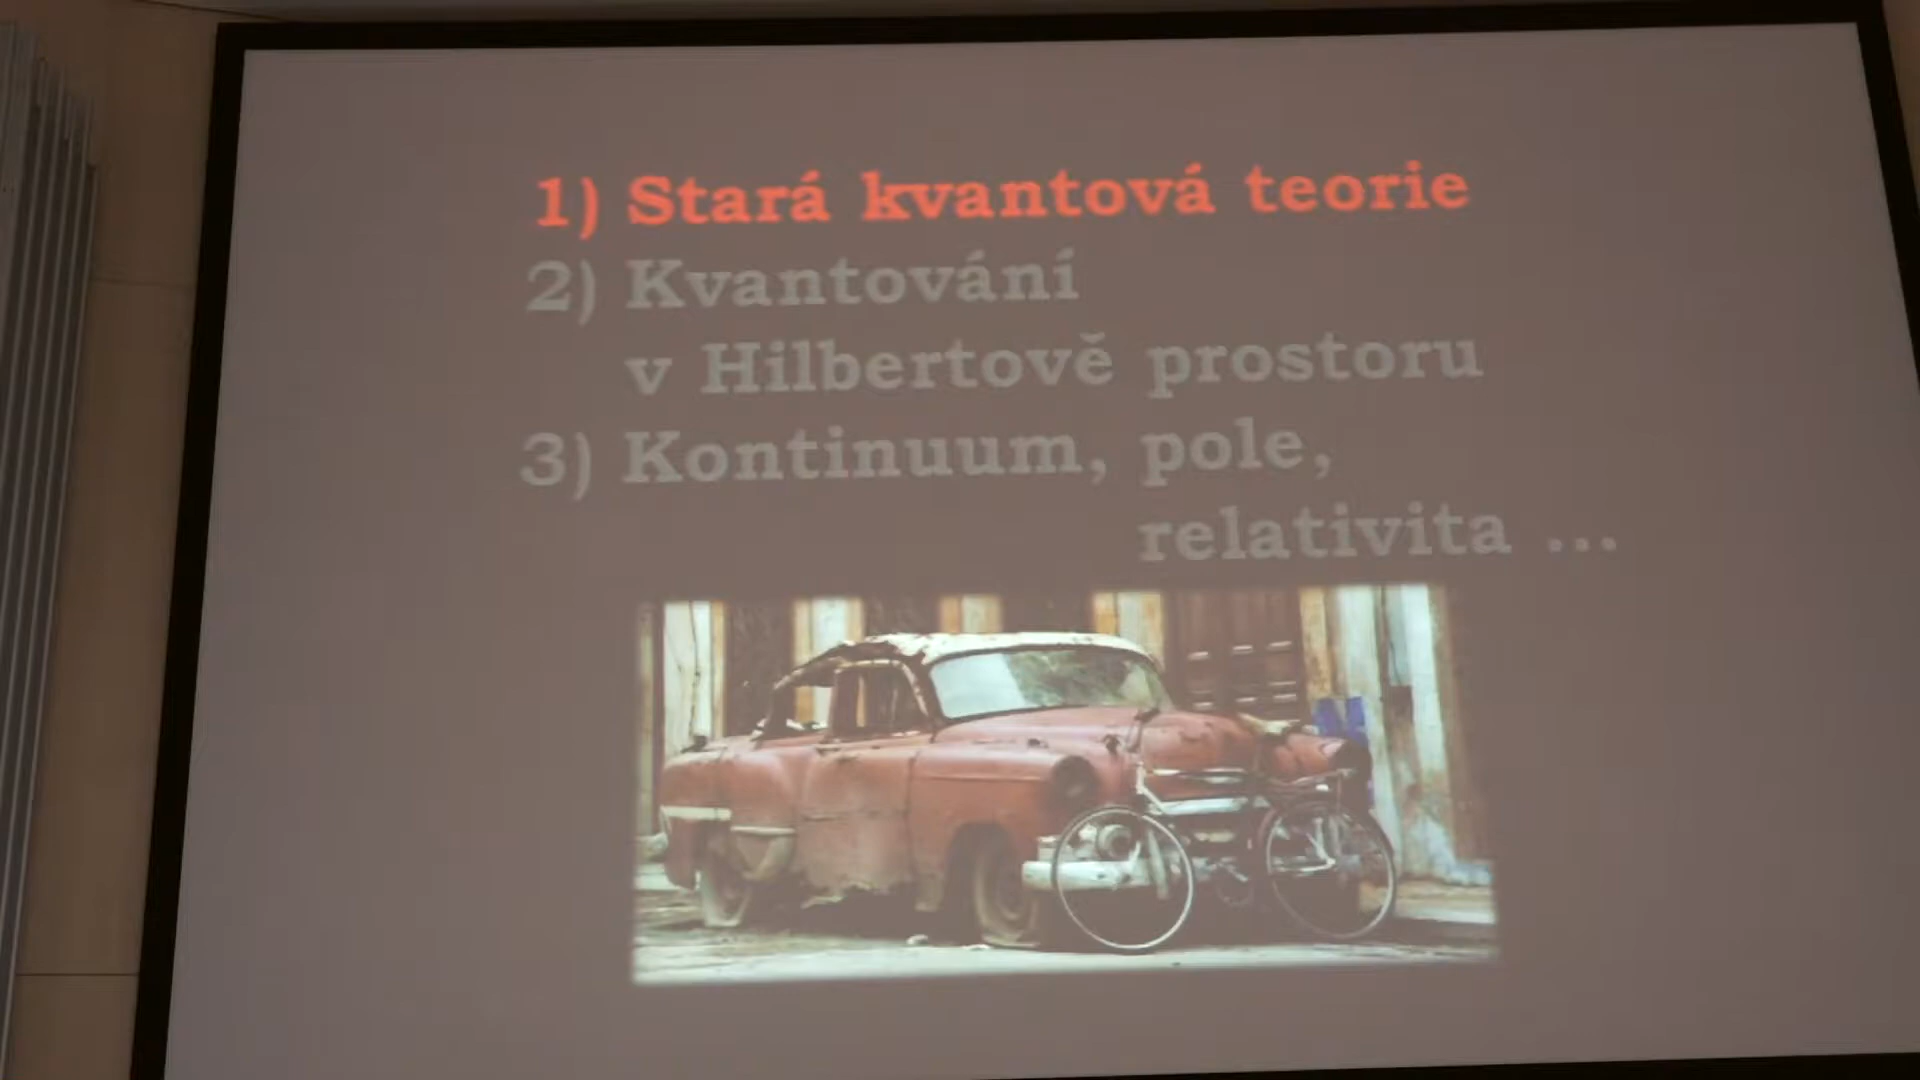 1) Stará kvantová teorie
2) Kvantování
v Hilbertově prostoru
3) Kontinuum, pole,
relativita ...